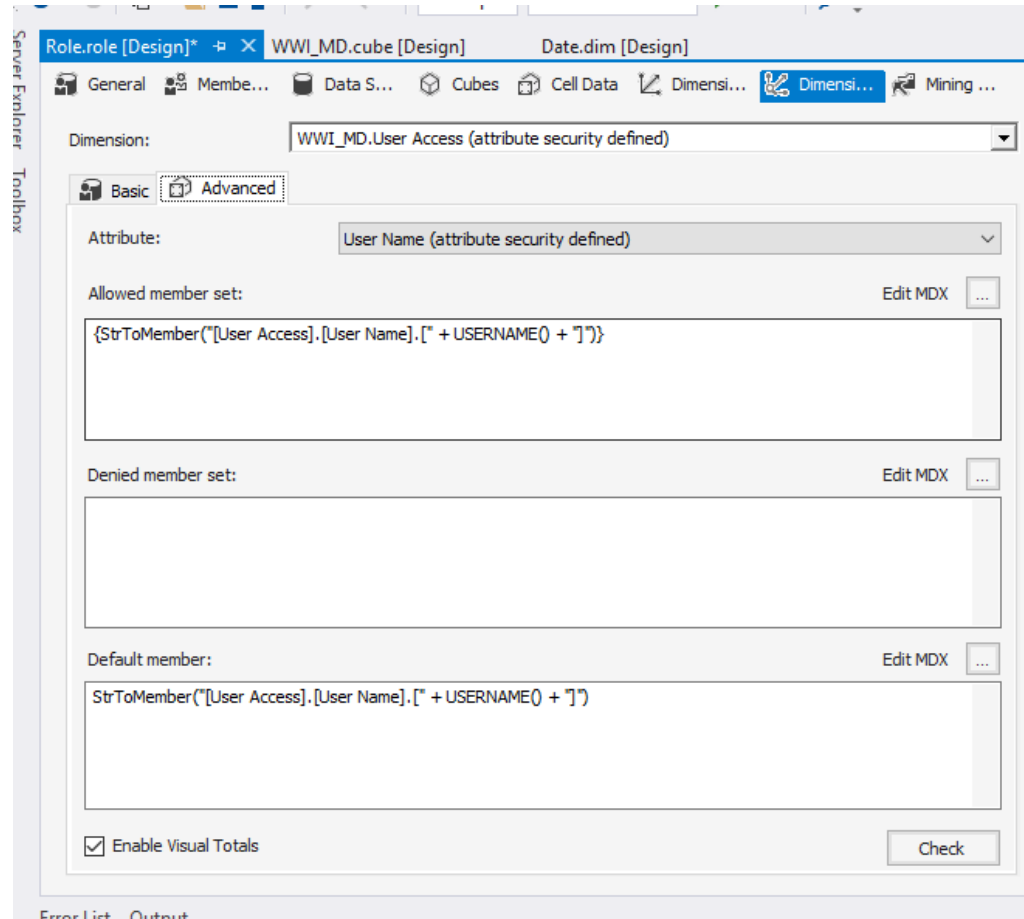 Server Explorer
Toolbox
Role.role [Design]* WWI_MD.cube [Design] Date.dim [Design]
General Membe... Data S... Cubes Cell Data Dimensi... Dimensi... Mining ...
Dimension: WWI_MD.User Access (attribute security defined)
Basic Advanced
Attribute: User Name (attribute security defined)
Allowed member set: Edit MDX ...
{StrToMember("[User Access].[User Name].[" + USERNAME() + "]")}
Denied member set: Edit MDX ...
Default member: Edit MDX ...
StrToMember("[User Access].[User Name].[" + USERNAME() + "]")
Enable Visual Totals Check
Error List Output